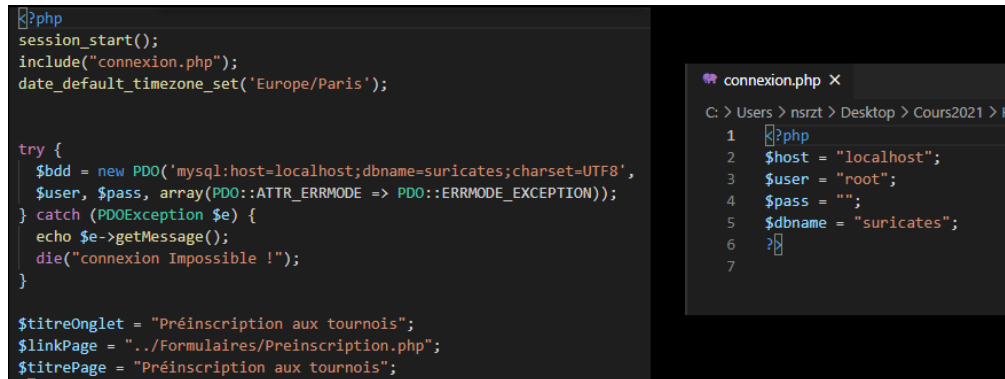 <?php
session_start();
include("connexion.php");
date_default_timezone_set('Europe/Paris');
try {
$bdd = new PDO('mysql:host=localhost;dbname=suricates;charset=UTF8',
$user, $pass, array(PDO::ATTR_ERRMODE => PDO::ERRMODE_EXCEPTION));
} catch (PDOException $e) {
echo $e->getMessage();
die("connexion Impossible !");
}
$titreOnglet = "Préinscription aux tournois";
$linkPage = "../Formulaires/Preinscription.php";
$titrePage = "Préinscription aux tournois";
connexion.php ×
C: > Users > nsrzt > Desktop > Cours2021 >
1 <?php
2 $host = "localhost";
3 $user = "root";
4 $pass = "";
5 $dbname = "suricates";
6 ?>
7